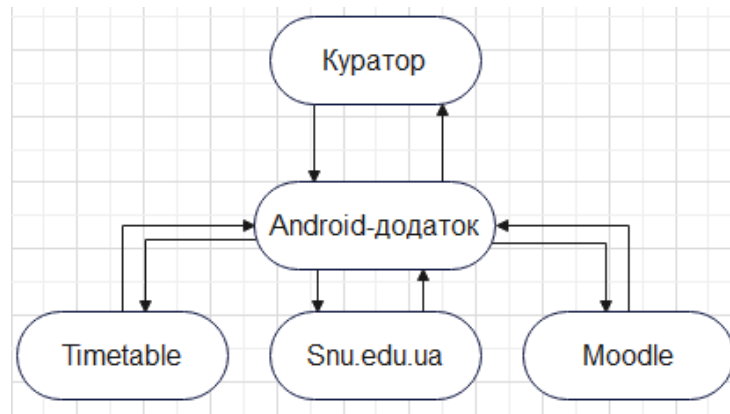 Куратор
Android-додаток
Timetable
Snu.edu.ua
Moodle